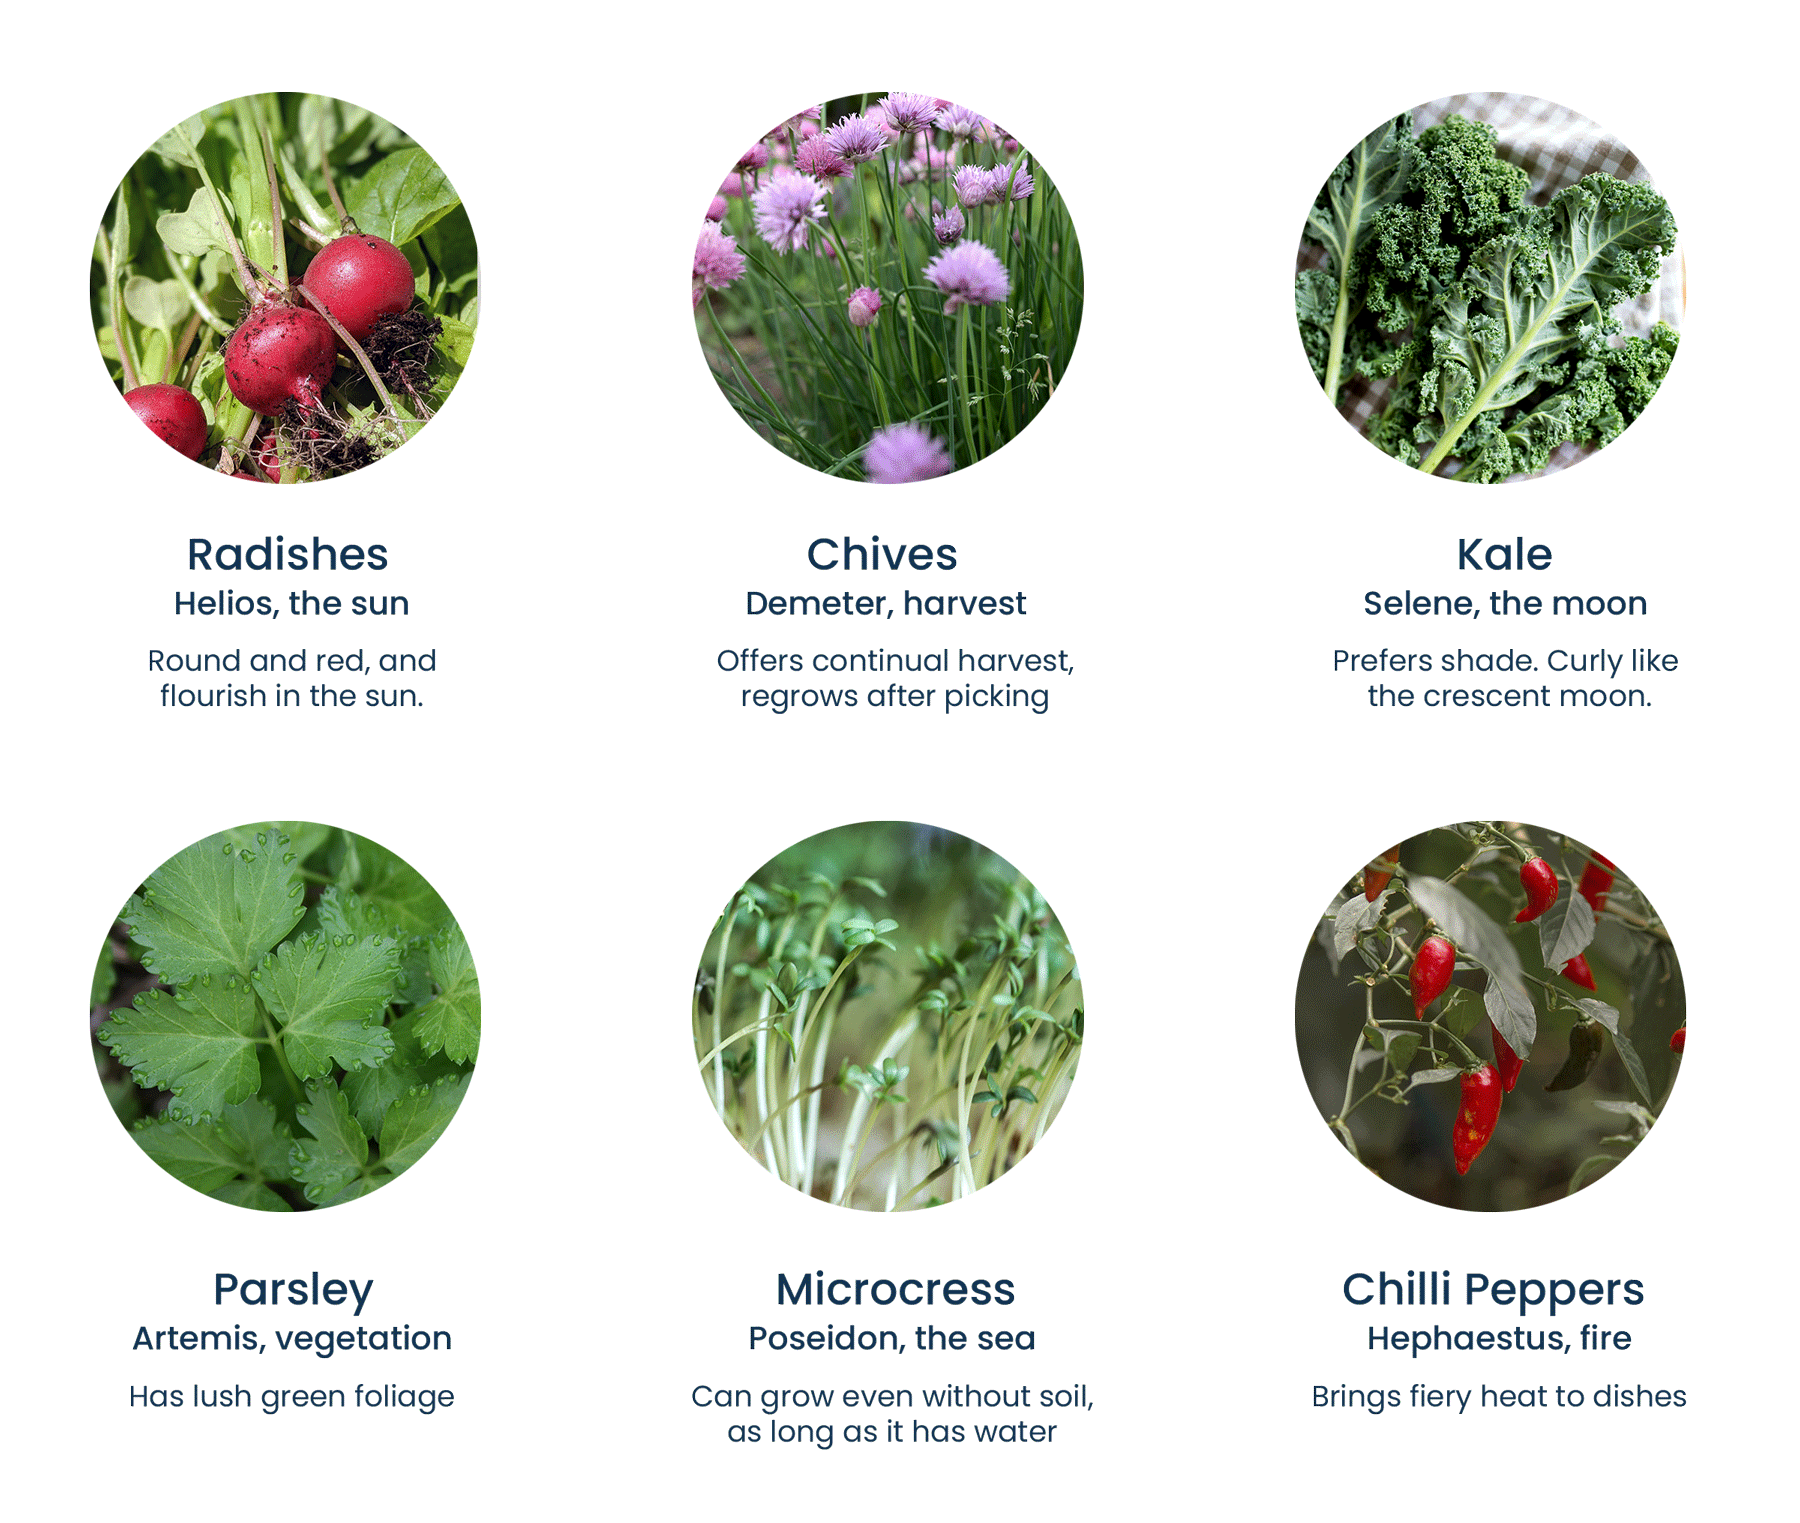 Radishes
Helios, the sun
Round and red, and
flourish in the sun.
Chives
Demeter, harvest
Offers continual harvest,
regrows after picking
Kale
Selene, the moon
Prefers shade. Curly like
the crescent moon.
Parsley
Artemis, vegetation
Has lush green foliage
Microcress
Poseidon, the sea
Can grow even without soil,
as long as it has water
Chilli Peppers
Hephaestus, fire
Brings fiery heat to dishes